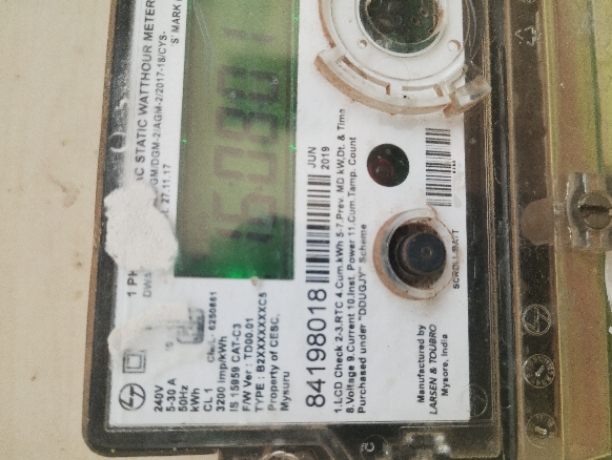 IC STATIC WATTHOUR METER
GM/DGM-2/AGM-2/2017-18/CYS-
27.11.17
'S' MARK
1 PH
240V
5-30 A
50Hz
kWh
CL 1
3200 imp/kWh
IS 15959 CAT-C3
F/W Ver : TD00.01
TYPE : B2XXXXXXXXC5
Property of CESC,
Mysuru
84198018
JUN
2019
1.LCD Check 2-3.RTC 4.Cum.kWh 5-7.Prev. MD kW,Dt. & Time
8.Voltage 9.Current 10.Inst. Power 11.Cum.Tamp. Count
Purchased under "DDUGJY" Scheme
SCROLL/BATT
Manufactured by
LARSEN & TOUBRO
Mysore, India